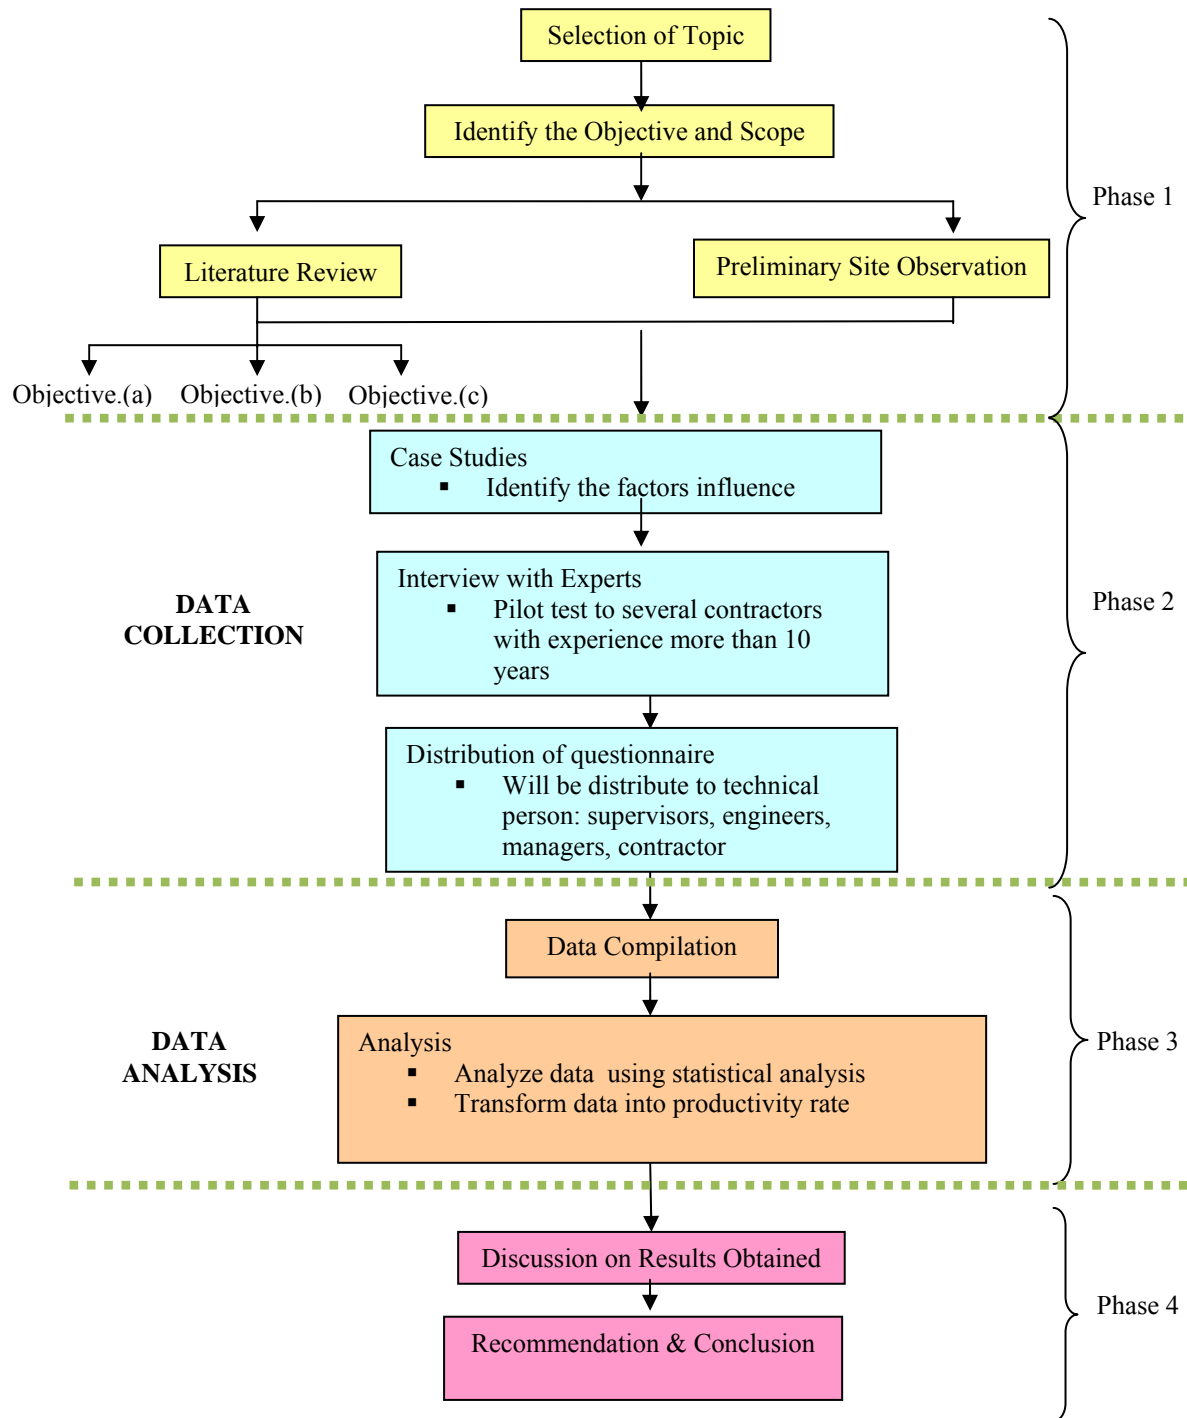 Selection of Topic
Identify the Objective and Scope
Phase 1
Literature Review
Preliminary Site Observation
Objective.(a)
Objective.(b)
Objective.(c)
Case Studies
▪ Identify the factors influence
DATA
COLLECTION
Interview with Experts
▪ Pilot test to several contractors
with experience more than 10
years
Phase 2
Distribution of questionnaire
▪ Will be distribute to technical
person: supervisors, engineers,
managers, contractor
Data Compilation
DATA
ANALYSIS
Analysis
▪ Analyze data using statistical analysis
▪ Transform data into productivity rate
Phase 3
Discussion on Results Obtained
Phase 4
Recommendation & Conclusion